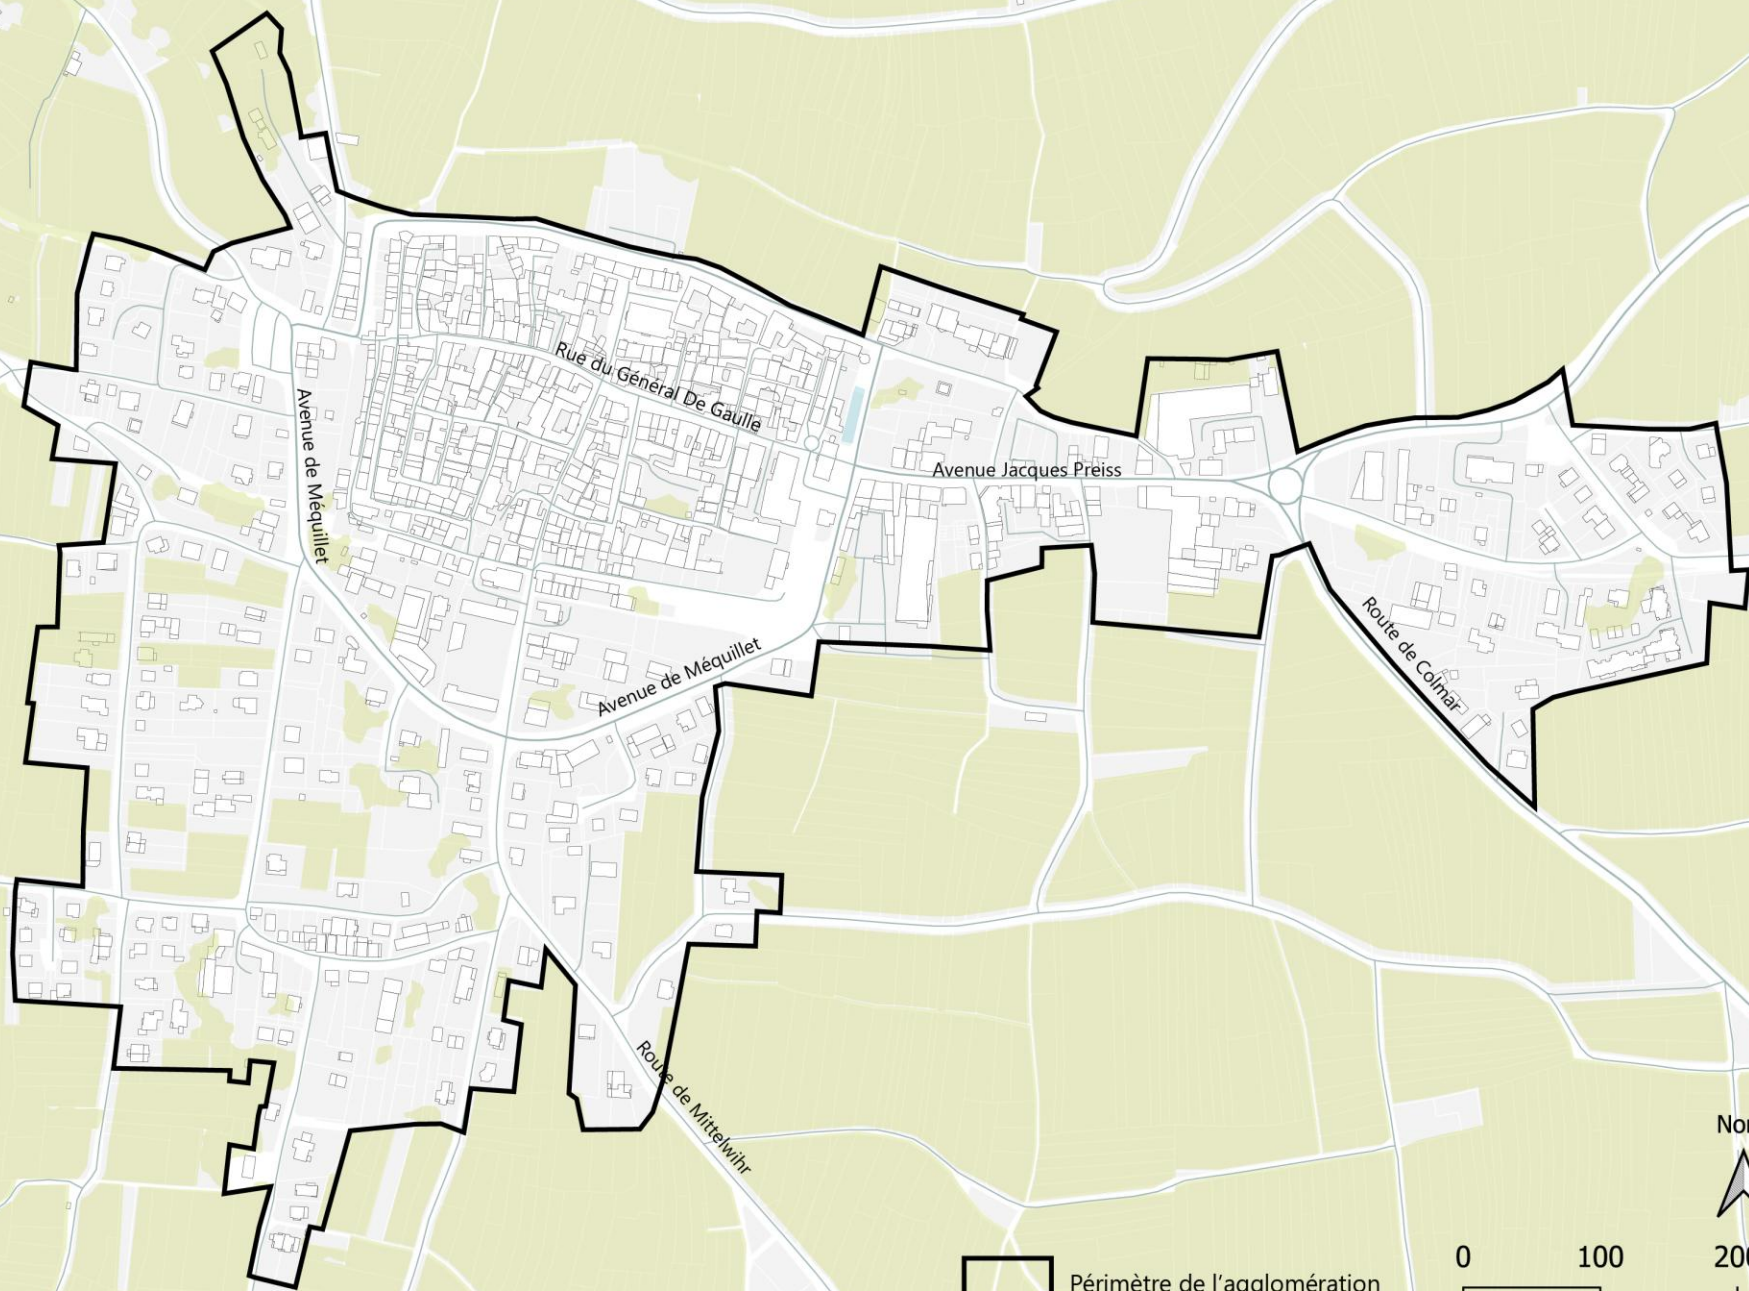 Rue du Général De Gaulle
Avenue de Méquillet
Avenue Jacques Preiss
Route de Colmar
Avenue de Méquillet
Route de Mittelwihr
0 100
Périmètre de l'agglomération